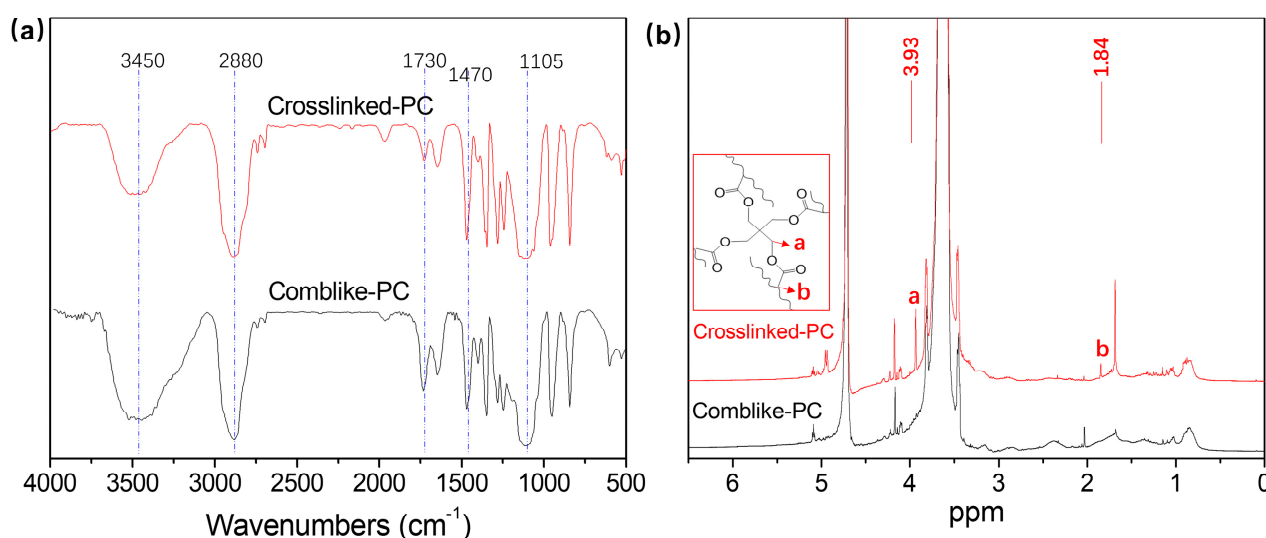 (a)
3450
2880
1730
1470
1105
Crosslinked-PC
Comblike-PC
4000
3500
3000
2500
2000
1500
1000
500
Wavenumbers (cm⁻¹)
(b)
3.93
1.84
O
O
O
O
O
O
O
O
a
b
a
Crosslinked-PC
b
Comblike-PC
6
5
4
3
2
1
0
ppm